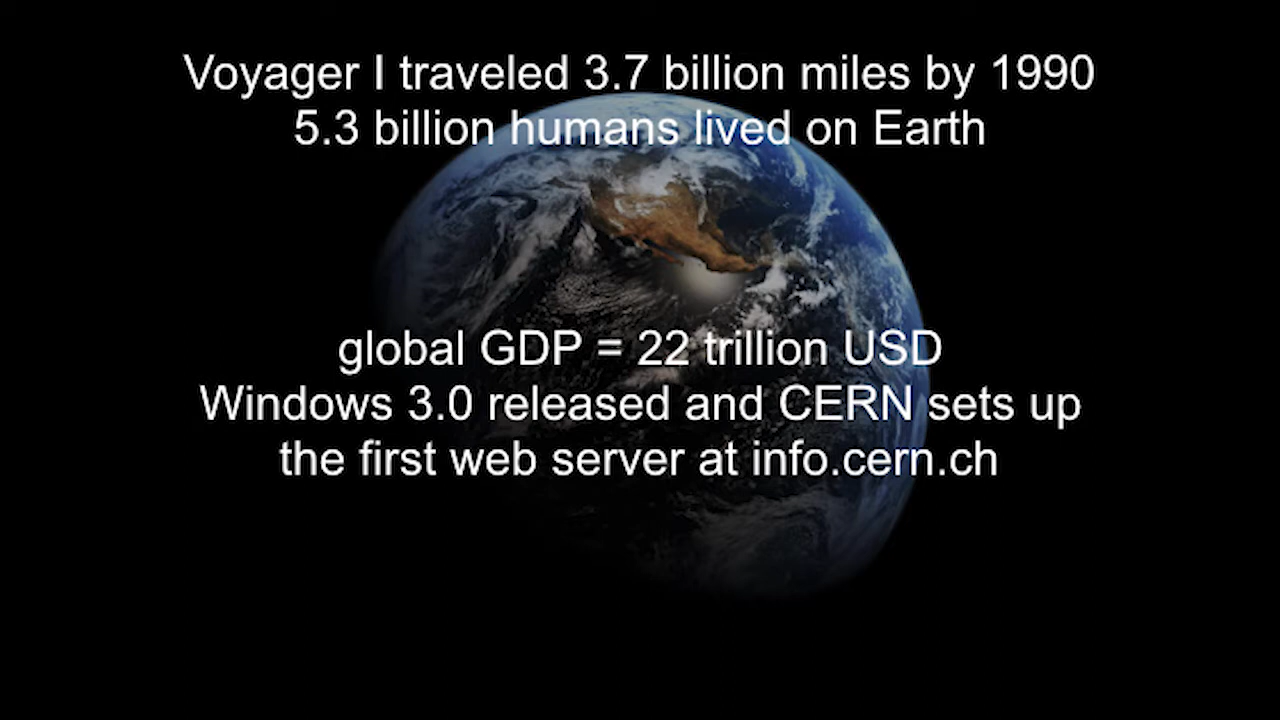 Voyager I traveled 3.7 billion miles by 1990
5.3 billion humans lived on Earth
global GDP = 22 trillion USD
Windows 3.0 released and CERN sets up
the first web server at info.cern.ch